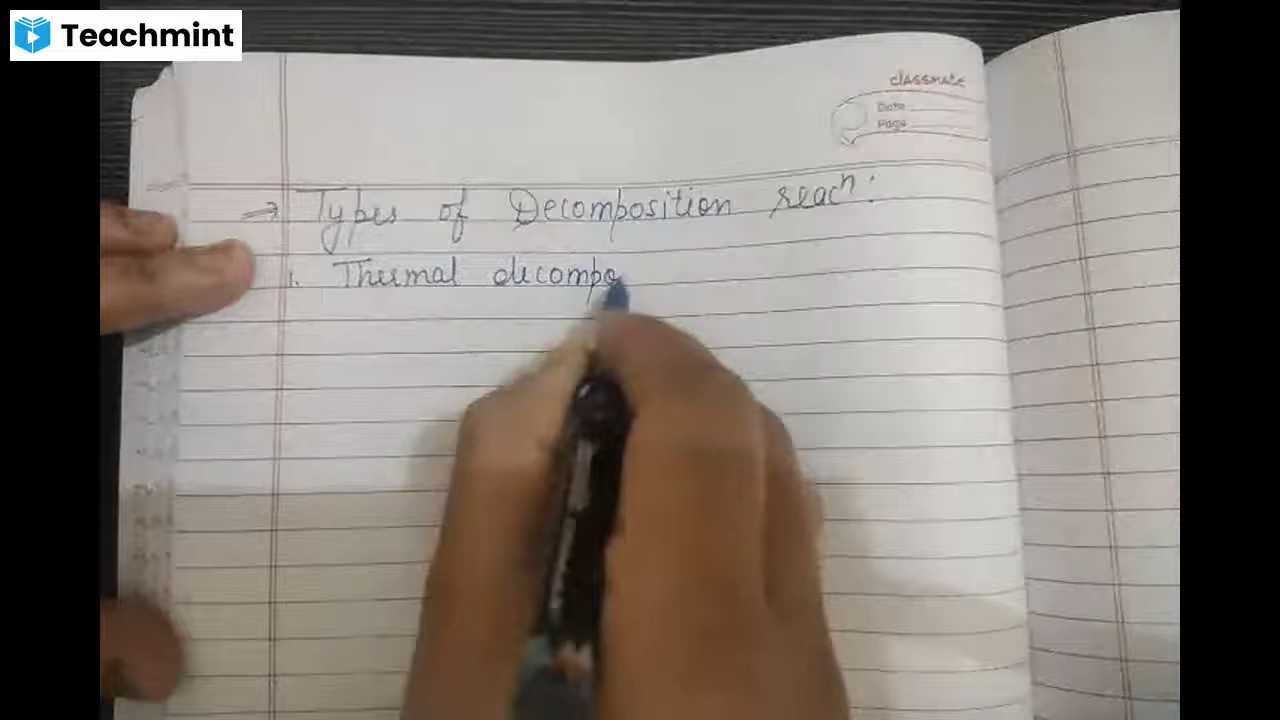 Teachmint
classmate
Date
Page
⇒ Types of Decomposition reacⁿ:
1. Thermal decompo